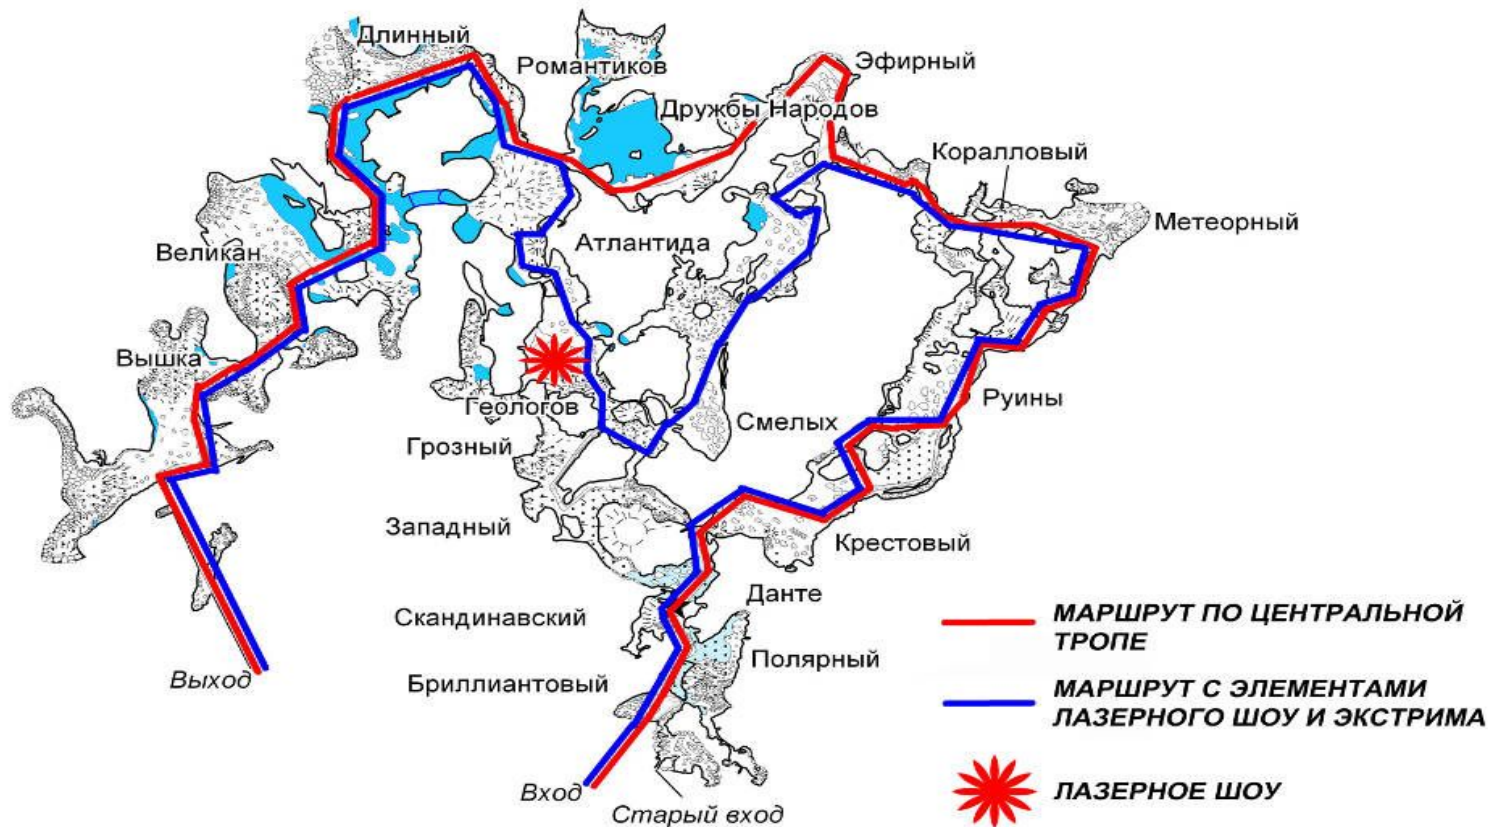 Длинный
Романтиков
Эфирный
Дружбы Народов
Коралловый
Метеорный
Атлантида
Великан
Вышка
Геологов
Руины
Смелых
Грозный
Западный
Крестовый
Данте
Скандинавский
Полярный
Бриллиантовый
Выход
Вход
Старый вход
МАРШРУТ ПО ЦЕНТРАЛЬНОЙ
ТРОПЕ
МАРШРУТ С ЭЛЕМЕНТАМИ
ЛАЗЕРНОГО ШОУ И ЭКСТРИМА
ЛАЗЕРНОЕ ШОУ